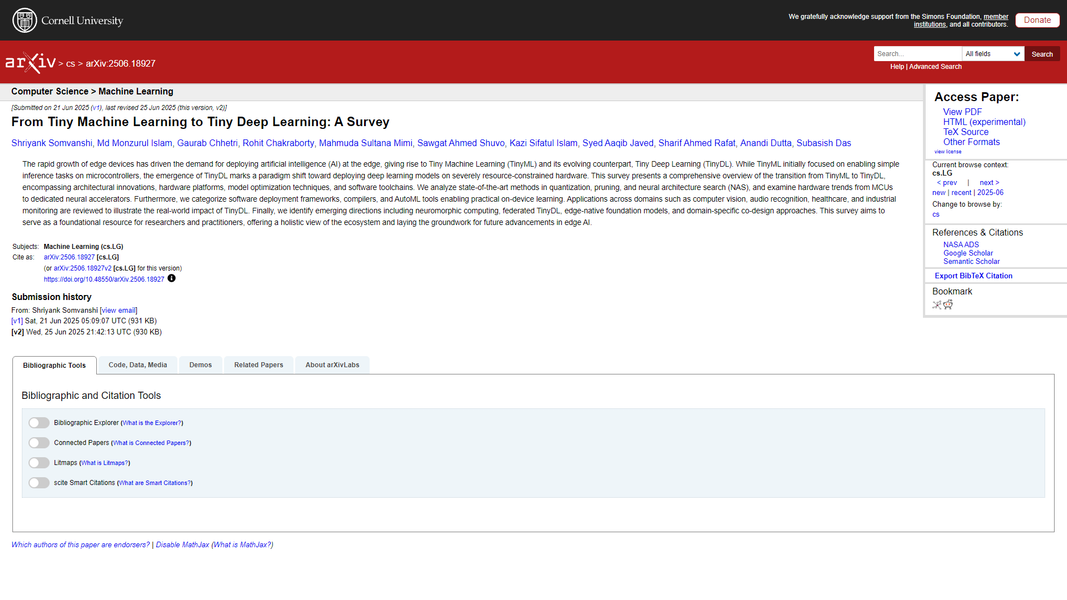 Cornell University
We gratefully acknowledge support from the Simons Foundation, member
institutions, and all contributors.
Donate
arXiv > cs > arXiv:2506.18927
Search...
All fields
Search
Help | Advanced Search
Computer Science > Machine Learning
[Submitted on 21 Jun 2025 (v1), last revised 25 Jun 2025 (this version, v2)]
From Tiny Machine Learning to Tiny Deep Learning: A Survey
Shriyank Somvanshi, Md Monzurul Islam, Gaurab Chhetri, Rohit Chakraborty, Mahmuda Sultana Mimi, Sawgat Ahmed Shuvo, Kazi Sifatul Islam, Syed Aaqib Javed, Sharif Ahmed Rafat, Anandi Dutta, Subasish Das
The rapid growth of edge devices has driven the demand for deploying artificial intelligence (AI) at the edge, giving rise to Tiny Machine Learning (TinyML) and its evolving counterpart, Tiny Deep Learning (TinyDL). While TinyML initially focused on enabling simple
inference tasks on microcontrollers, the emergence of TinyDL marks a paradigm shift toward deploying deep learning models on severely resource-constrained hardware. This survey presents a comprehensive overview of the transition from TinyML to TinyDL,
encompassing architectural innovations, hardware platforms, model optimization techniques, and software toolchains. We analyze state-of-the-art methods in quantization, pruning, and neural architecture search (NAS), and examine hardware trends from MCUs
to dedicated neural accelerators. Furthermore, we categorize software deployment frameworks, compilers, and AutoML tools enabling practical on-device learning. Applications across domains such as computer vision, audio recognition, healthcare, and industrial
monitoring are reviewed to illustrate the real-world impact of TinyDL. Finally, we identify emerging directions including neuromorphic computing, federated TinyDL, edge-native foundation models, and domain-specific co-design approaches. This survey aims to
serve as a foundational resource for researchers and practitioners, offering a holistic view of the ecosystem and laying the groundwork for future advancements in edge AI.
Subjects: Machine Learning (cs.LG)
Cite as: arXiv:2506.18927 [cs.LG]
(or arXiv:2506.18927v2 [cs.LG] for this version)
https://doi.org/10.48550/arXiv.2506.18927
Submission history
From: Shriyank Somvanshi [view email]
[v1] Sat, 21 Jun 2025 05:09:07 UTC (931 KB)
[v2] Wed, 25 Jun 2025 21:42:13 UTC (930 KB)
Access Paper:
View PDF
HTML (experimental)
TeX Source
Other Formats
view license
Current browse context:
cs.LG
< prev | next >
new | recent | 2025-06
Change to browse by:
cs
References & Citations
NASA ADS
Google Scholar
Semantic Scholar
Export BibTeX Citation
Bookmark
Bibliographic Tools
Code, Data, Media
Demos
Related Papers
About arXivLabs
Bibliographic and Citation Tools
Bibliographic Explorer (What is the Explorer?)
Connected Papers (What is Connected Papers?)
Litmaps (What is Litmaps?)
scite Smart Citations (What are Smart Citations?)
Which authors of this paper are endorsers? | Disable MathJax (What is MathJax?)